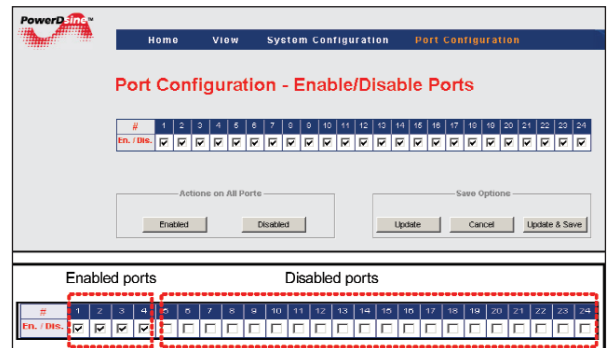 PowerDsine™
Home View System Configuration Port Configuration
Port Configuration - Enable/Disable Ports
# 1 2 3 4 5 6 7 8 9 10 11 12 13 14 15 16 17 18 19 20 21 22 23 24
En. / Dis.
Actions on All Ports Save Options
Enabled Disabled Update Cancel Update & Save
Enabled ports Disabled ports
# 1 2 3 4 5 6 7 8 9 10 11 12 13 14 15 16 17 18 19 20 21 22 23 24
En. / Dis.